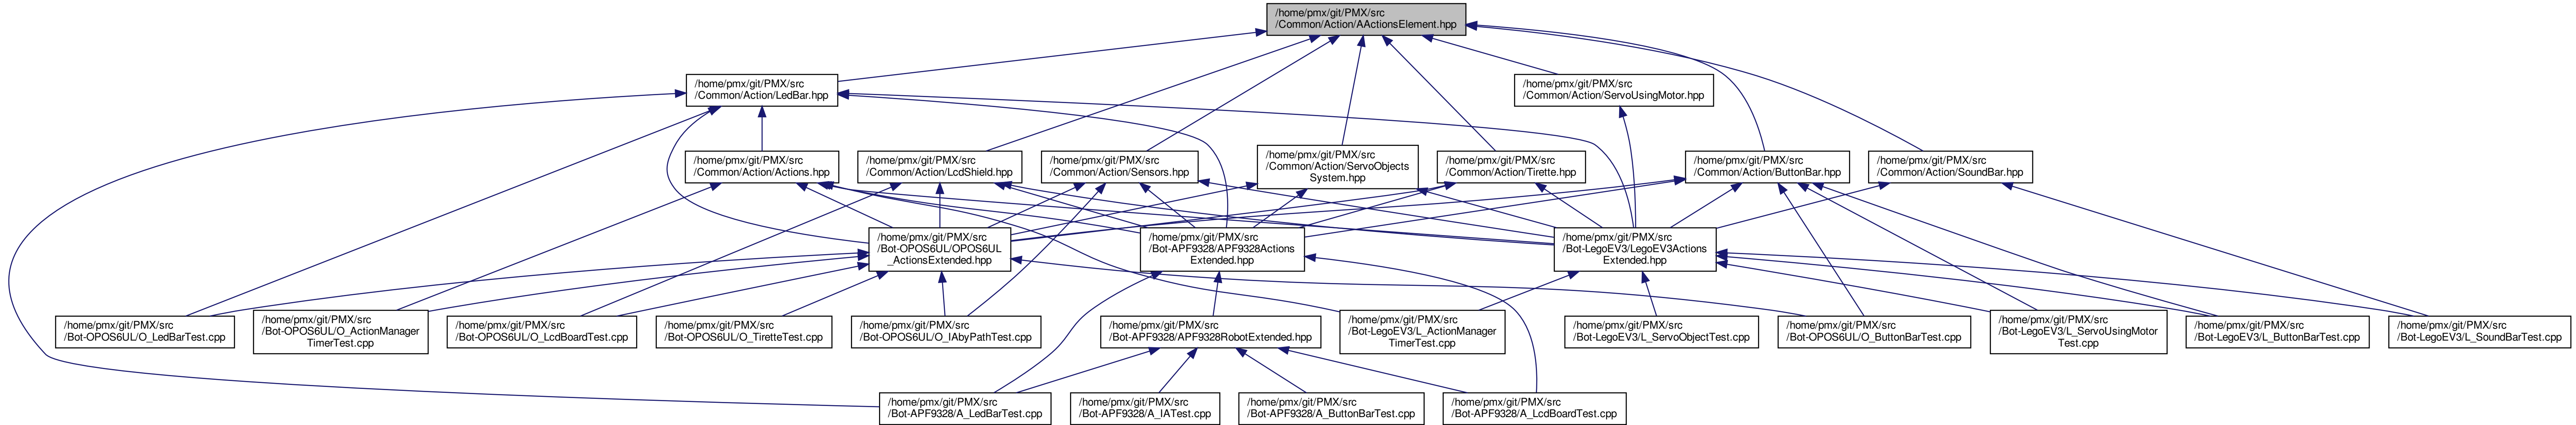 /home/pmx/git/PMX/src
/Common/Action/AActionsElement.hpp
/home/pmx/git/PMX/src
/Common/Action/LedBar.hpp
/home/pmx/git/PMX/src
/Common/Action/ServoUsingMotor.hpp
/home/pmx/git/PMX/src
/Common/Action/Actions.hpp
/home/pmx/git/PMX/src
/Common/Action/LcdShield.hpp
/home/pmx/git/PMX/src
/Common/Action/Sensors.hpp
/home/pmx/git/PMX/src
/Common/Action/ServoObjects
System.hpp
/home/pmx/git/PMX/src
/Common/Action/Tirette.hpp
/home/pmx/git/PMX/src
/Common/Action/ButtonBar.hpp
/home/pmx/git/PMX/src
/Common/Action/SoundBar.hpp
/home/pmx/git/PMX/src
/Bot-OPOS6UL/OPOS6UL
_ActionsExtended.hpp
/home/pmx/git/PMX/src
/Bot-APF9328/APF9328Actions
Extended.hpp
/home/pmx/git/PMX/src
/Bot-LegoEV3/LegoEV3Actions
Extended.hpp
/home/pmx/git/PMX/src
/Bot-OPOS6UL/O_LedBarTest.cpp
/home/pmx/git/PMX/src
/Bot-OPOS6UL/O_ActionManager
TimerTest.cpp
/home/pmx/git/PMX/src
/Bot-OPOS6UL/O_LcdBoardTest.cpp
/home/pmx/git/PMX/src
/Bot-OPOS6UL/O_TiretteTest.cpp
/home/pmx/git/PMX/src
/Bot-OPOS6UL/O_IAbyPathTest.cpp
/home/pmx/git/PMX/src
/Bot-APF9328/APF9328RobotExtended.hpp
/home/pmx/git/PMX/src
/Bot-LegoEV3/L_ActionManager
TimerTest.cpp
/home/pmx/git/PMX/src
/Bot-LegoEV3/L_ServoObjectTest.cpp
/home/pmx/git/PMX/src
/Bot-OPOS6UL/O_ButtonBarTest.cpp
/home/pmx/git/PMX/src
/Bot-LegoEV3/L_ServoUsingMotor
Test.cpp
/home/pmx/git/PMX/src
/Bot-LegoEV3/L_ButtonBarTest.cpp
/home/pmx/git/PMX/src
/Bot-LegoEV3/L_SoundBarTest.cpp
/home/pmx/git/PMX/src
/Bot-APF9328/A_LedBarTest.cpp
/home/pmx/git/PMX/src
/Bot-APF9328/A_IATest.cpp
/home/pmx/git/PMX/src
/Bot-APF9328/A_ButtonBarTest.cpp
/home/pmx/git/PMX/src
/Bot-APF9328/A_LcdBoardTest.cpp